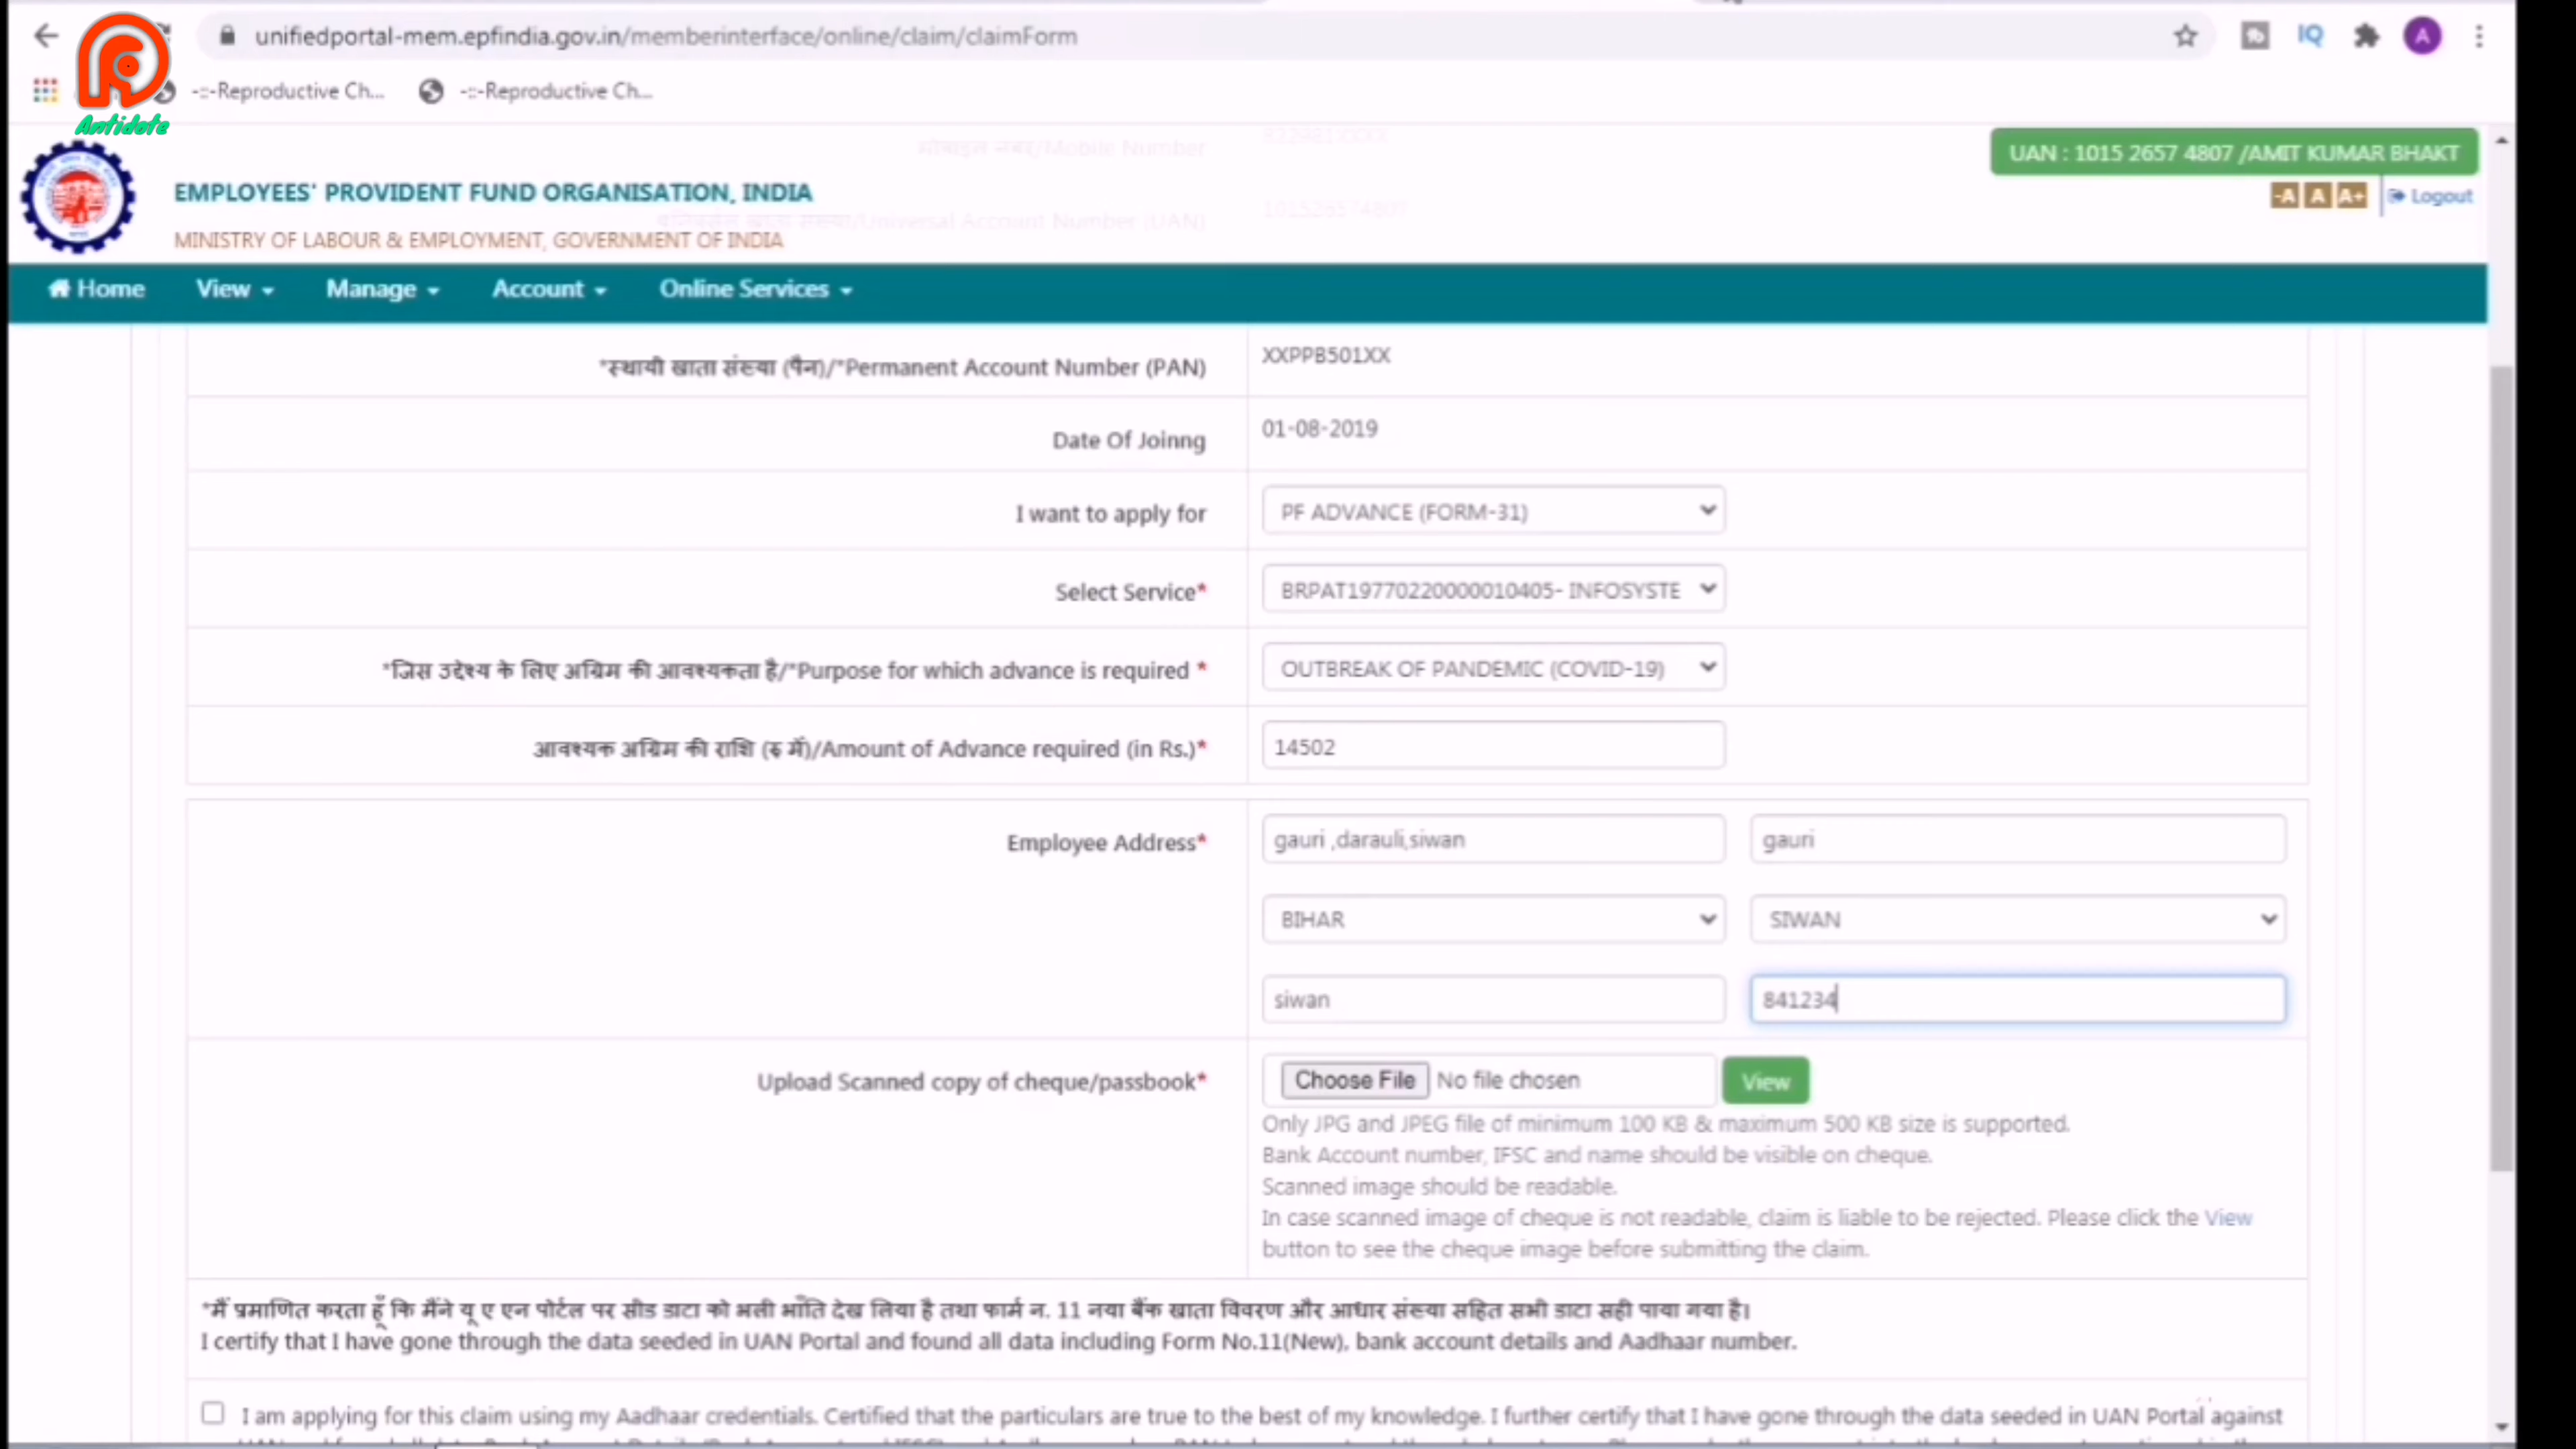 unifiedportal-mem.epfindia.gov.in/memberinterface/online/claim/claimForm
IQ
A
-::-Reproductive Ch... -::-Reproductive Ch...
Antidote
मोबाइल नंबर/Mobile Number
UAN : 1015 2657 4807 /AMIT KUMAR BHAKT
EMPLOYEES' PROVIDENT FUND ORGANISATION, INDIA
-A A A+ Logout
/Universal Account Number (UAN) 101526574807
MINISTRY OF LABOUR & EMPLOYMENT, GOVERNMENT OF INDIA
Home View Manage Account Online Services
*स्थायी खाता संख्या (पैन)/*Permanent Account Number (PAN) XXPPB501XX
Date Of Joinng 01-08-2019
I want to apply for PF ADVANCE (FORM-31)
Select Service* BRPAT19770220000010405- INFOSYSTE
*जिस उद्देश्य के लिए अग्रिम की आवश्यकता है/*Purpose for which advance is required * OUTBREAK OF PANDEMIC (COVID-19)
आवश्यक अग्रिम की राशि (रु में)/Amount of Advance required (in Rs.)* 14502
Employee Address* gauri ,darauli,siwan gauri
BIHAR SIWAN
siwan 841234
Upload Scanned copy of cheque/passbook* Choose File No file chosen View
Only JPG and JPEG file of minimum 100 KB & maximum 500 KB size is supported.
Bank Account number, IFSC and name should be visible on cheque.
Scanned image should be readable.
In case scanned image of cheque is not readable, claim is liable to be rejected. Please click the View
button to see the cheque image before submitting the claim.
*मैं प्रमाणित करता हूँ कि मैंने यू ए एन पोर्टल पर सीड डाटा को भली भाँति देख लिया है तथा फार्म न. 11 नया बैंक खाता विवरण और आधार संख्या सहित सभी डाटा सही पाया गया है।
I certify that I have gone through the data seeded in UAN Portal and found all data including Form No.11(New), bank account details and Aadhaar number.
I am applying for this claim using my Aadhaar credentials. Certified that the particulars are true to the best of my knowledge. I further certify that I have gone through the data seeded in UAN Portal against